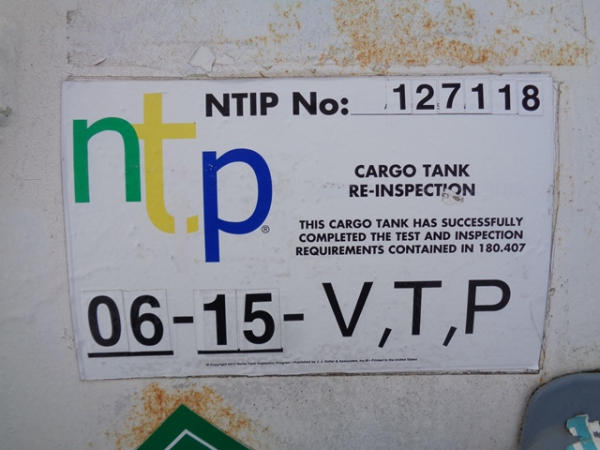 NTIP No: 127118
nt.p®
CARGO TANK
RE-INSPECTION
THIS CARGO TANK HAS SUCCESSFULLY
COMPLETED THE TEST AND INSPECTION
REQUIREMENTS CONTAINED IN 180.407
06-15-V,T,P